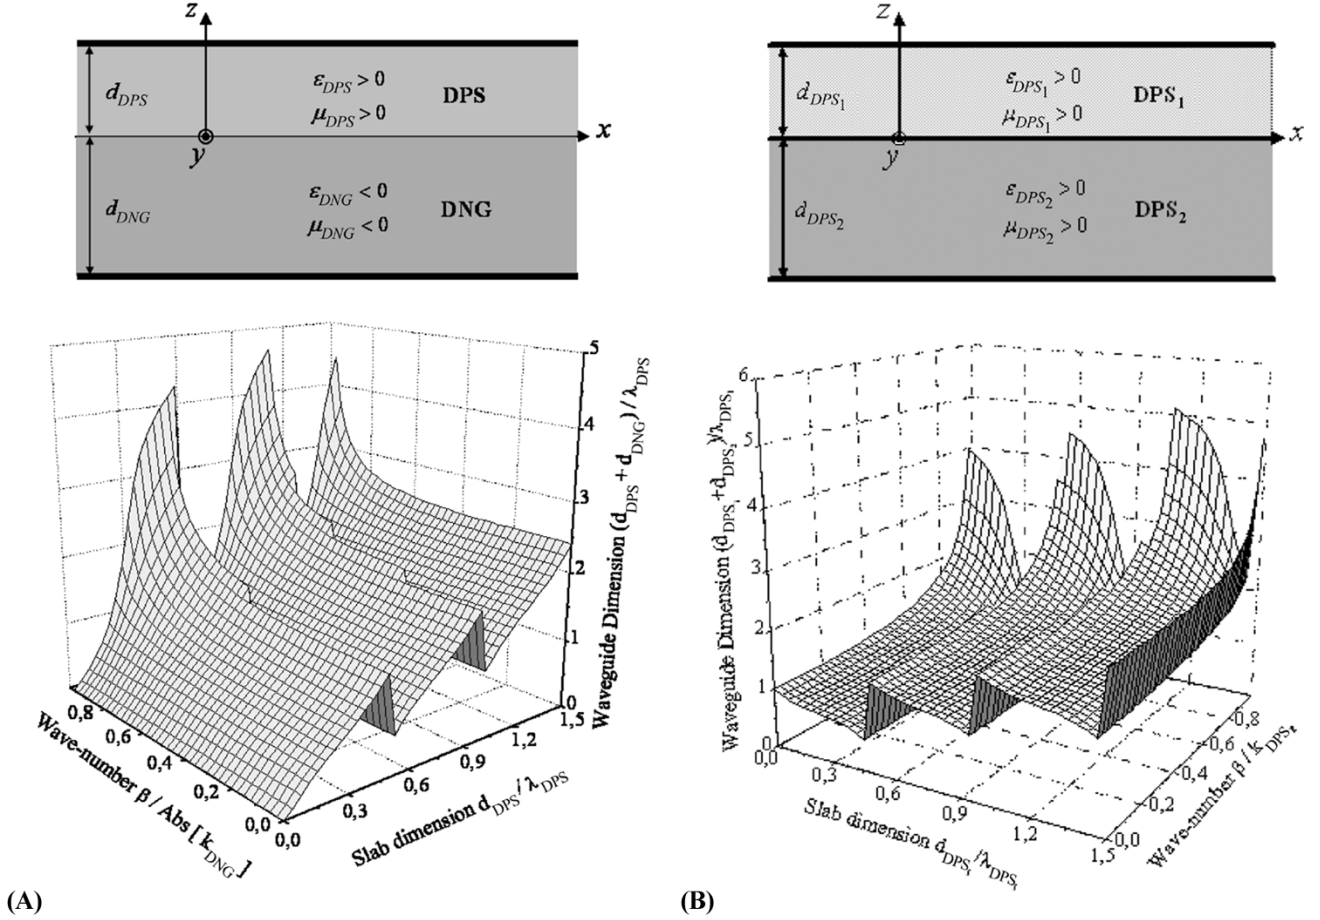 z
d_DPS
ε_DPS > 0
μ_DPS > 0
DPS
x
y
d_DNG
ε_DNG < 0
μ_DNG < 0
DNG
z
d_DPS₁
ε_DPS₁ > 0
μ_DPS₁ > 0
DPS₁
x
y
d_DPS₂
ε_DPS₂ > 0
μ_DPS₂ > 0
DPS₂
5
4
3
2
1
0
Waveguide Dimension (d_DPS + d_DNG) / λ_DPS
0,8
0,6
0,4
0,2
0,0
Wave-number β / Abs [ k_DNG ]
0,0
0,3
0,6
0,9
1,2
1,5
Slab dimension d_DPS / λ_DPS
(A)
6
5
4
3
2
1
0
Waveguide Dimension (d_DPS₁ + d_DPS₂)/λ_DPS₁
0,0
0,3
0,6
0,9
1,2
1,5
Slab dimension d_DPS₁/λ_DPS₁
0,8
0,6
0,4
0,2
0,0
Wave-number β / k_DPS₂
(B)